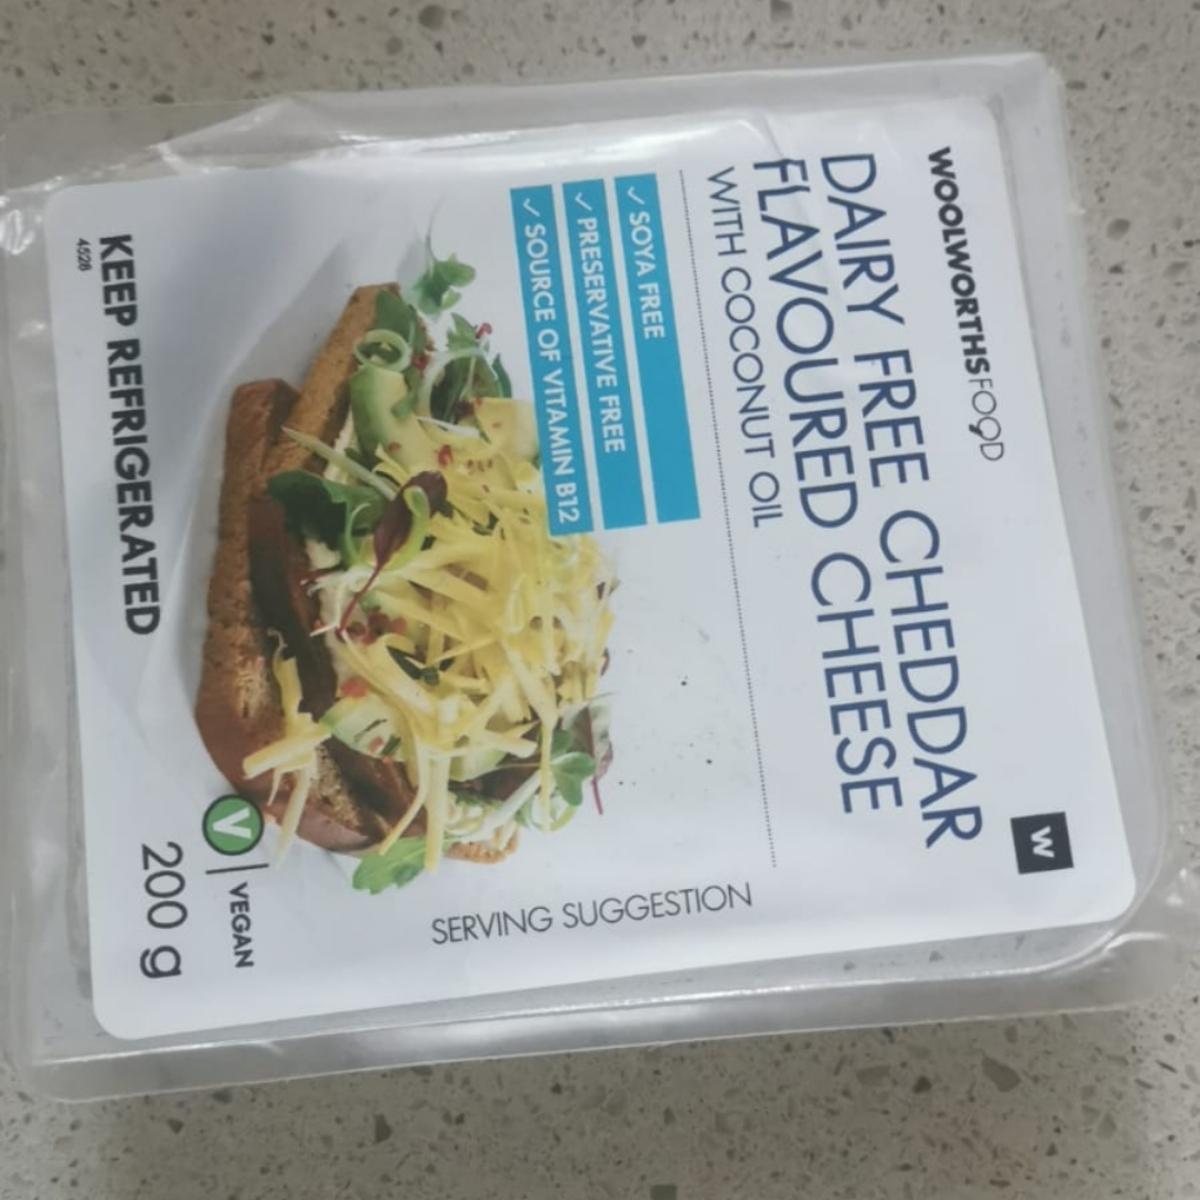 WOOLWORTHSFOOD
W
DAIRY FREE CHEDDAR
FLAVOURED CHEESE
WITH COCONUT OIL
✓ SOYA FREE
✓ PRESERVATIVE FREE
✓ SOURCE OF VITAMIN B12
SERVING SUGGESTION
V | VEGAN
KEEP REFRIGERATED
200 g
4528